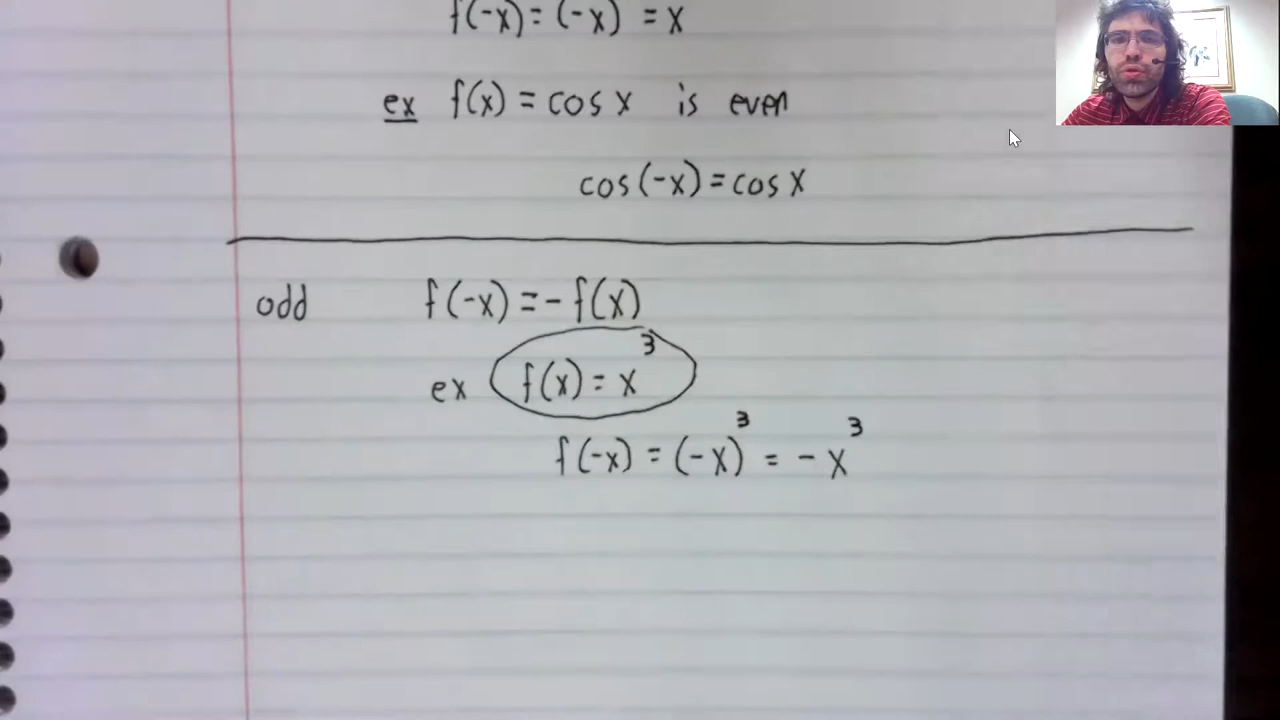 f(-x) = (-x) = x
ex f(x) = cos x is even
cos(-x) = cos x
odd f(-x) = - f(x)
ex f(x) = x³
f(-x) = (-x)³ = - x³